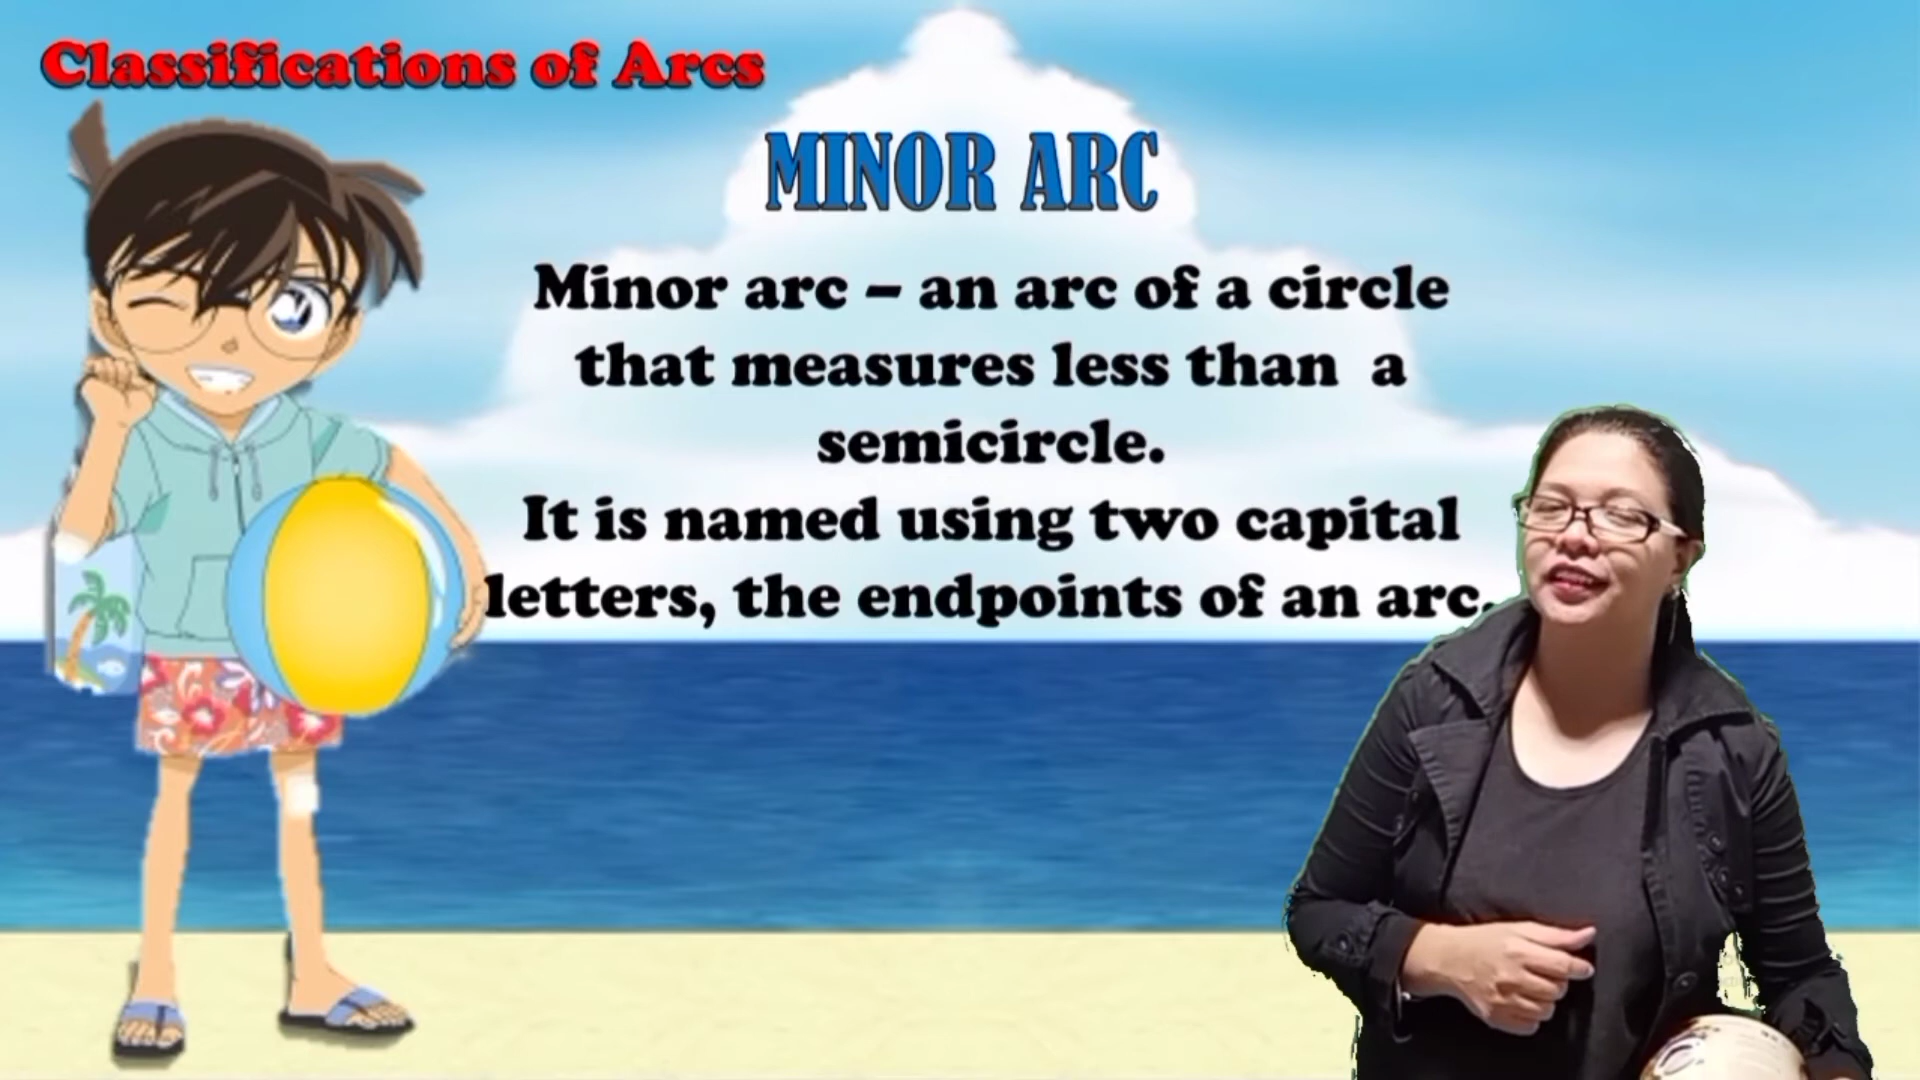 Classifications of Arcs
MINOR ARC
Minor arc – an arc of a circle
that measures less than a
semicircle.
It is named using two capital
letters, the endpoints of an arc.